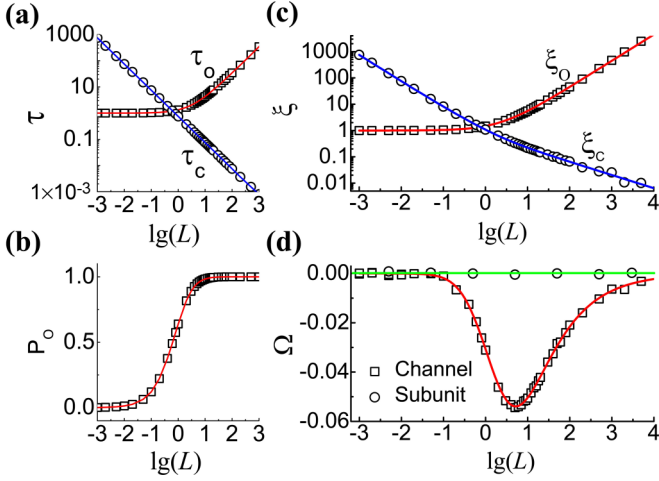 (a)
τ
1000
10
0.1
1×10⁻³
τo
τc
-3 -2 -1 0 1 2 3
lg(L)
(c)
ξ
1000
100
10
1
0.1
0.01
ξO
ξc
-3 -2 -1 0 1 2 3 4
lg(L)
(b)
PO
1.0
0.5
0.0
-3 -2 -1 0 1 2 3
lg(L)
(d)
Ω
0.00
-0.02
-0.04
-0.06
Channel
Subunit
-3 -2 -1 0 1 2 3 4
lg(L)